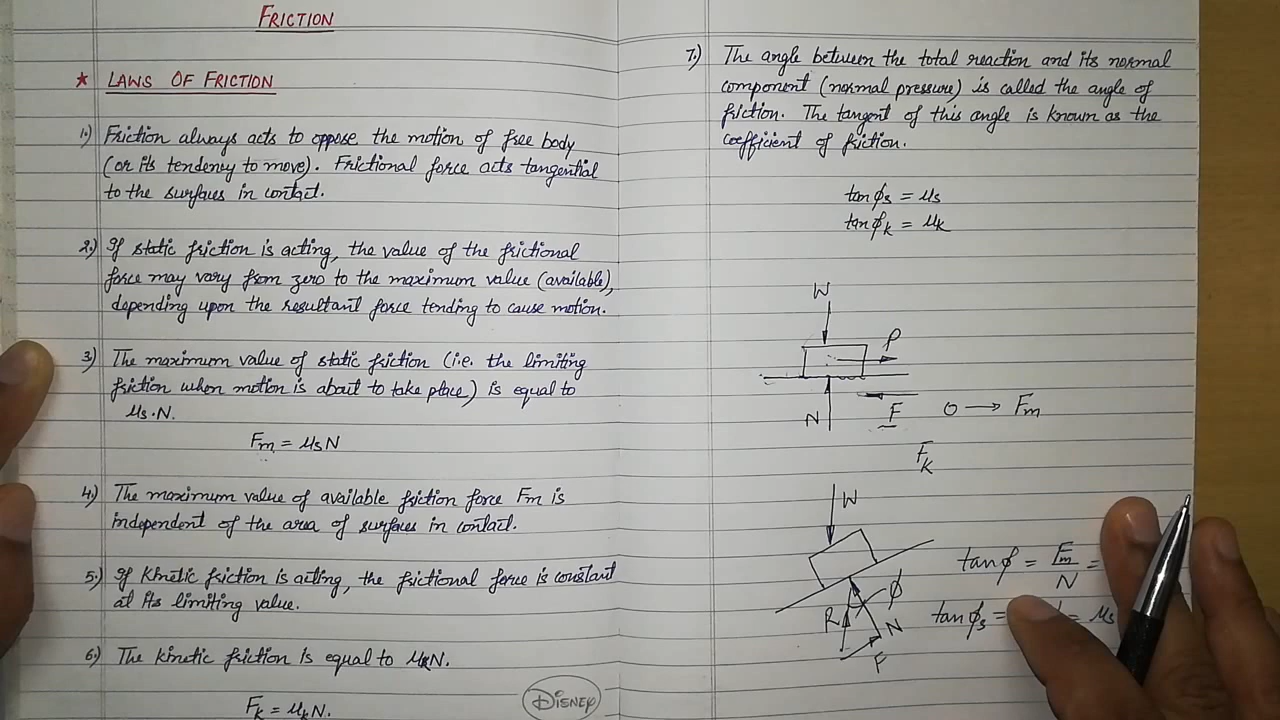 FRICTION
* LAWS OF FRICTION
1.) Friction always acts to oppose the motion of free body
(or its tendency to move). Frictional force acts tangential
to the surfaces in contact.
2.) If static friction is acting, the value of the frictional
force may vary from zero to the maximum value (available),
depending upon the resultant force tending to cause motion.
3.) The maximum value of static friction (i.e. the limiting
friction when motion is about to take place) is equal to
μs.N.
Fm = μsN
4.) The maximum value of available friction force Fm is
independent of the area of surfaces in contact.
5.) If kinetic friction is acting, the frictional force is constant
at its limiting value.
6.) The kinetic friction is equal to μkN.
Fk = μkN.
DISNEY
7.) The angle between the total reaction and its normal
component (normal pressure) is called the angle of
friction. The tangent of this angle is known as the
coefficient of friction.
tanϕs = μs
tanϕk = μk
W
P
N
F
0 → Fm
Fk
W
ϕ
R
N
F
tanϕ = Fm/N =
tanϕs = = μs